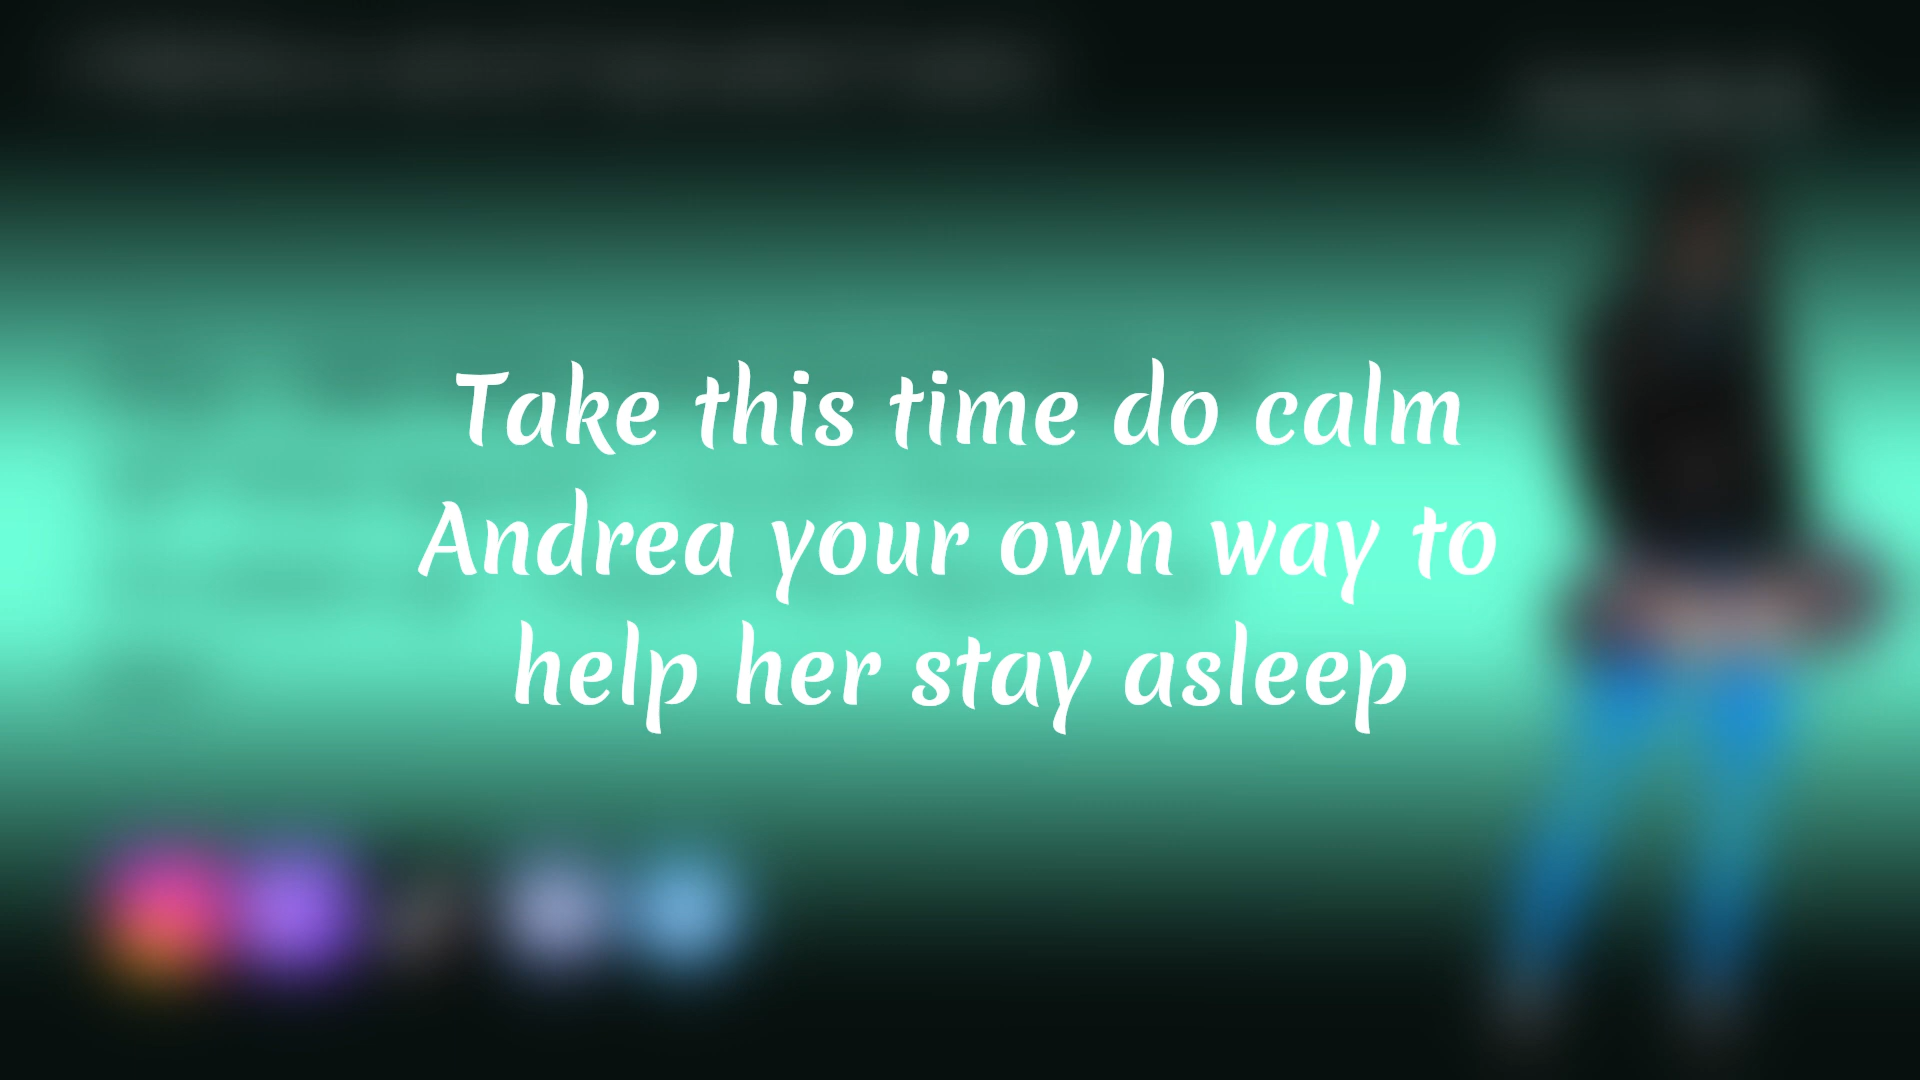 Take this time do calm
Andrea your own way to
help her stay asleep